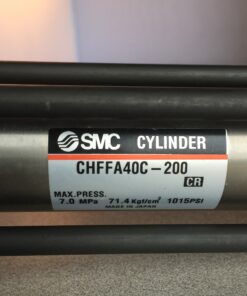 SMC CYLINDER
CHFFA40C-200
CR
MAX.PRESS.
7.0 MPa 71.4 Kgf/cm² 1015PSI
MADE IN JAPAN